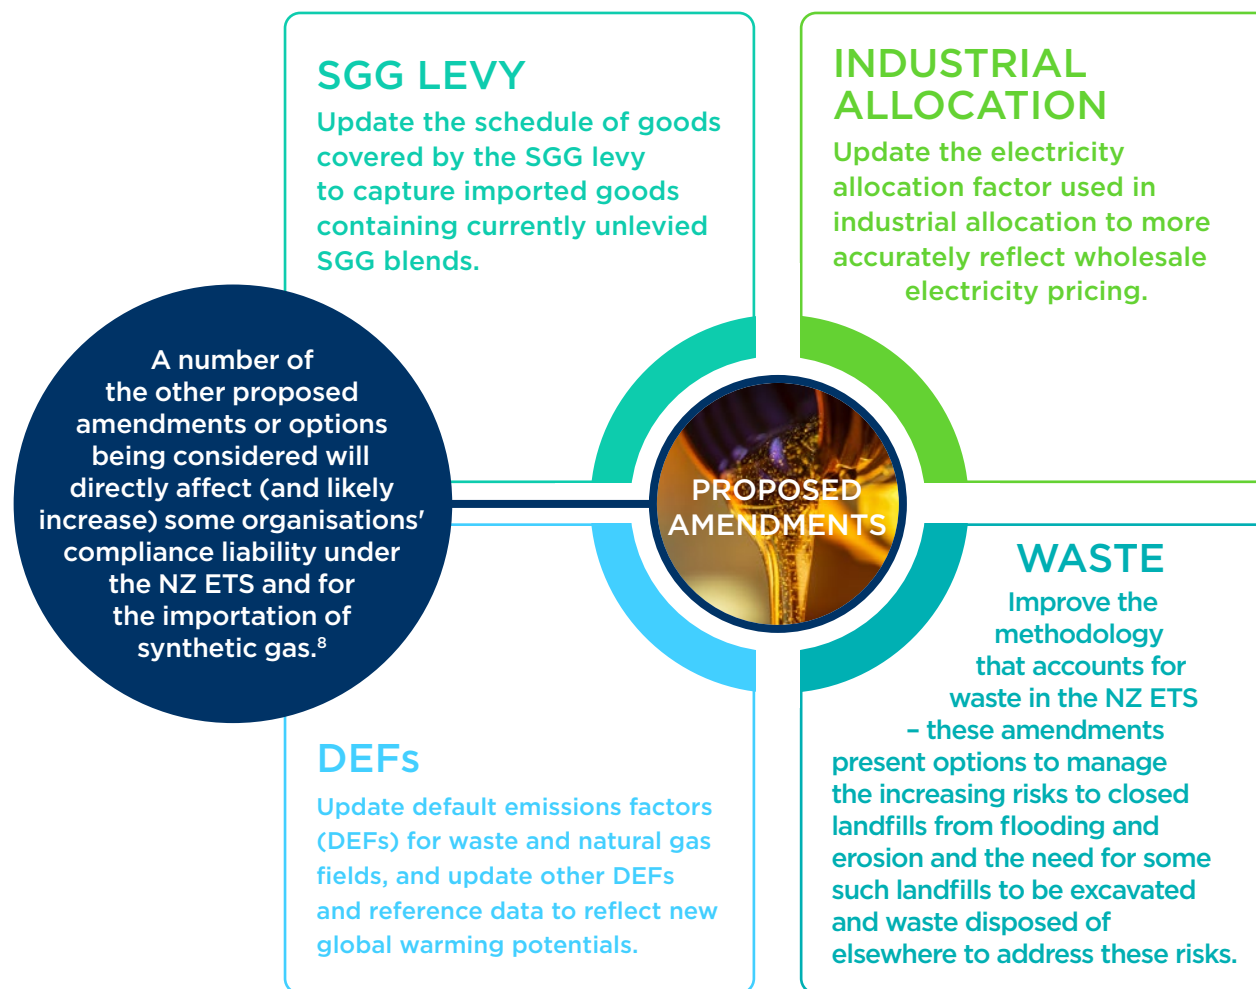 SGG LEVY
Update the schedule of goods
covered by the SGG levy
to capture imported goods
containing currently unlevied
SGG blends.
INDUSTRIAL
ALLOCATION
Update the electricity
allocation factor used in
industrial allocation to more
accurately reflect wholesale
electricity pricing.
A number of
the other proposed
amendments or options
being considered will
directly affect (and likely
increase) some organisations'
compliance liability under
the NZ ETS and for
the importation of
synthetic gas.⁸
PROPOSED
AMENDMENTS
DEFs
Update default emissions factors
(DEFs) for waste and natural gas
fields, and update other DEFs
and reference data to reflect new
global warming potentials.
WASTE
Improve the
methodology
that accounts for
waste in the NZ ETS
– these amendments
present options to manage
the increasing risks to closed
landfills from flooding and
erosion and the need for some
such landfills to be excavated
and waste disposed of
elsewhere to address these risks.